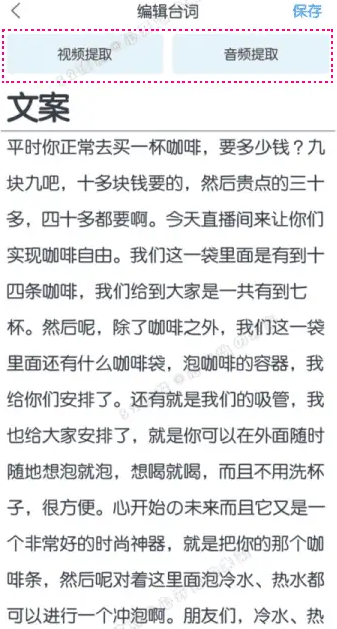 编辑台词
保存
视频提取
音频提取
文案
平时你正常去买一杯咖啡，要多少钱？九
块九吧，十多块钱要的，然后贵点的三十
多，四十多都要啊。今天直播间来让你们
实现咖啡自由。我们这一袋里面是有到十
四条咖啡，我们给到大家是一共有到七
杯。然后呢，除了咖啡之外，我们这一袋
里面还有什么咖啡袋，泡咖啡的容器，我
给你们安排了。还有就是我们的吸管，我
也给大家安排了，就是你可以在外面随时
随地想泡就泡，想喝就喝，而且不用洗杯
子，很方便。心开始の未来而且它又是一
个非常好的时尚神器，就是把你的那个咖
啡条，然后呢对着这里面泡冷水、热水都
可以进行一个冲泡啊。朋友们，冷水、热